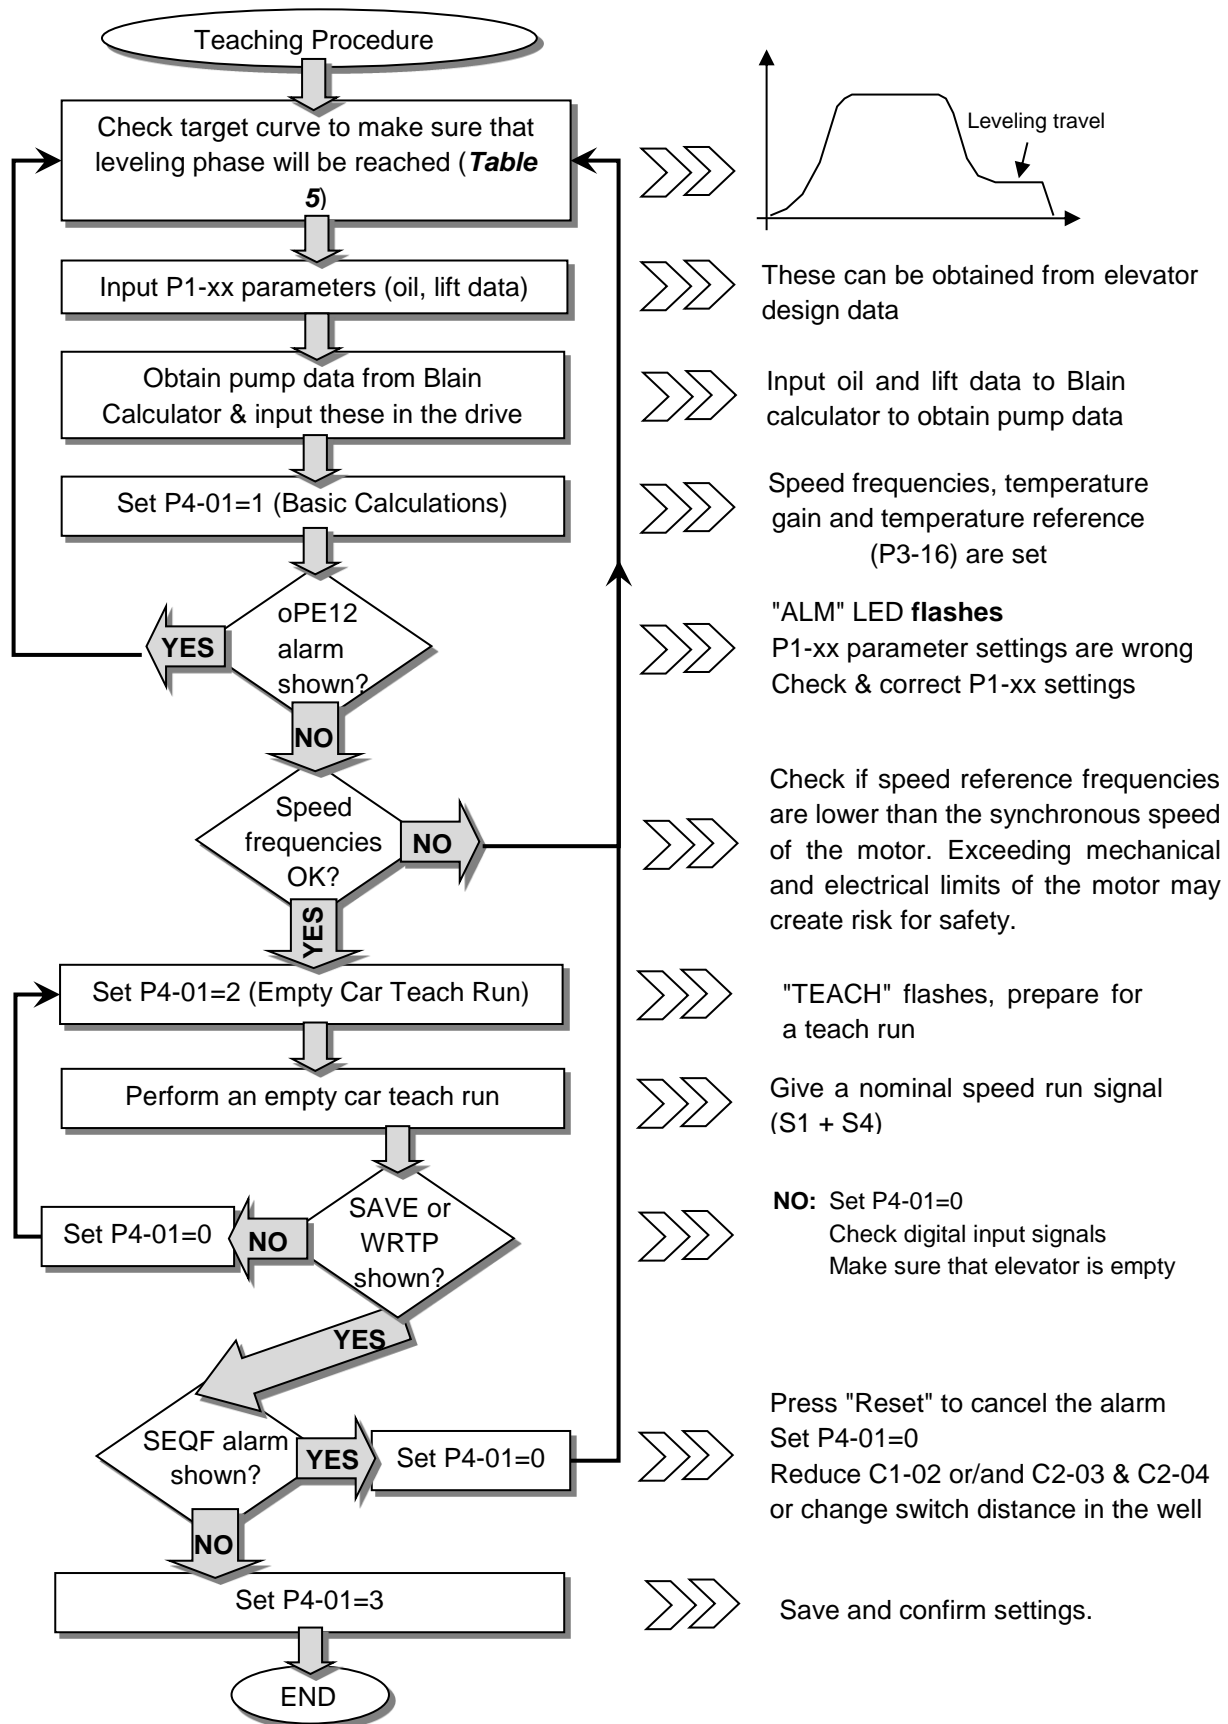 Teaching Procedure
Check target curve to make sure that
leveling phase will be reached (Table
5)
Leveling travel
Input P1-xx parameters (oil, lift data)
These can be obtained from elevator
design data
Obtain pump data from Blain
Calculator & input these in the drive
Input oil and lift data to Blain
calculator to obtain pump data
Set P4-01=1 (Basic Calculations)
Speed frequencies, temperature
gain and temperature reference
(P3-16) are set
oPE12
alarm
shown?
YES
NO
"ALM" LED flashes
P1-xx parameter settings are wrong
Check & correct P1-xx settings
Speed
frequencies
OK?
NO
YES
Check if speed reference frequencies
are lower than the synchronous speed
of the motor. Exceeding mechanical
and electrical limits of the motor may
create risk for safety.
Set P4-01=2 (Empty Car Teach Run)
"TEACH" flashes, prepare for
a teach run
Perform an empty car teach run
Give a nominal speed run signal
(S1 + S4)
SAVE or
WRTP
shown?
NO
Set P4-01=0
YES
NO: Set P4-01=0
Check digital input signals
Make sure that elevator is empty
SEQF alarm
shown?
YES
Set P4-01=0
NO
Press "Reset" to cancel the alarm
Set P4-01=0
Reduce C1-02 or/and C2-03 & C2-04
or change switch distance in the well
Set P4-01=3
Save and confirm settings.
END